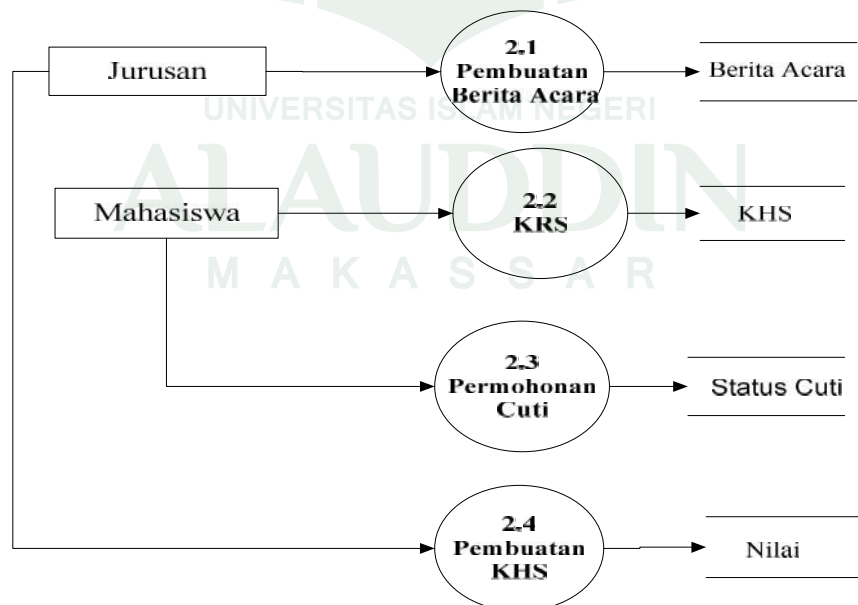 Jurusan
2.1
Pembuatan
Berita Acara
Berita Acara
UNIVERSITAS ISLAM NEGERI
ALAUDDIN
Mahasiswa
2.2
KRS
KHS
MAKASSAR
2.3
Permohonan
Cuti
Status Cuti
2.4
Pembuatan
KHS
Nilai